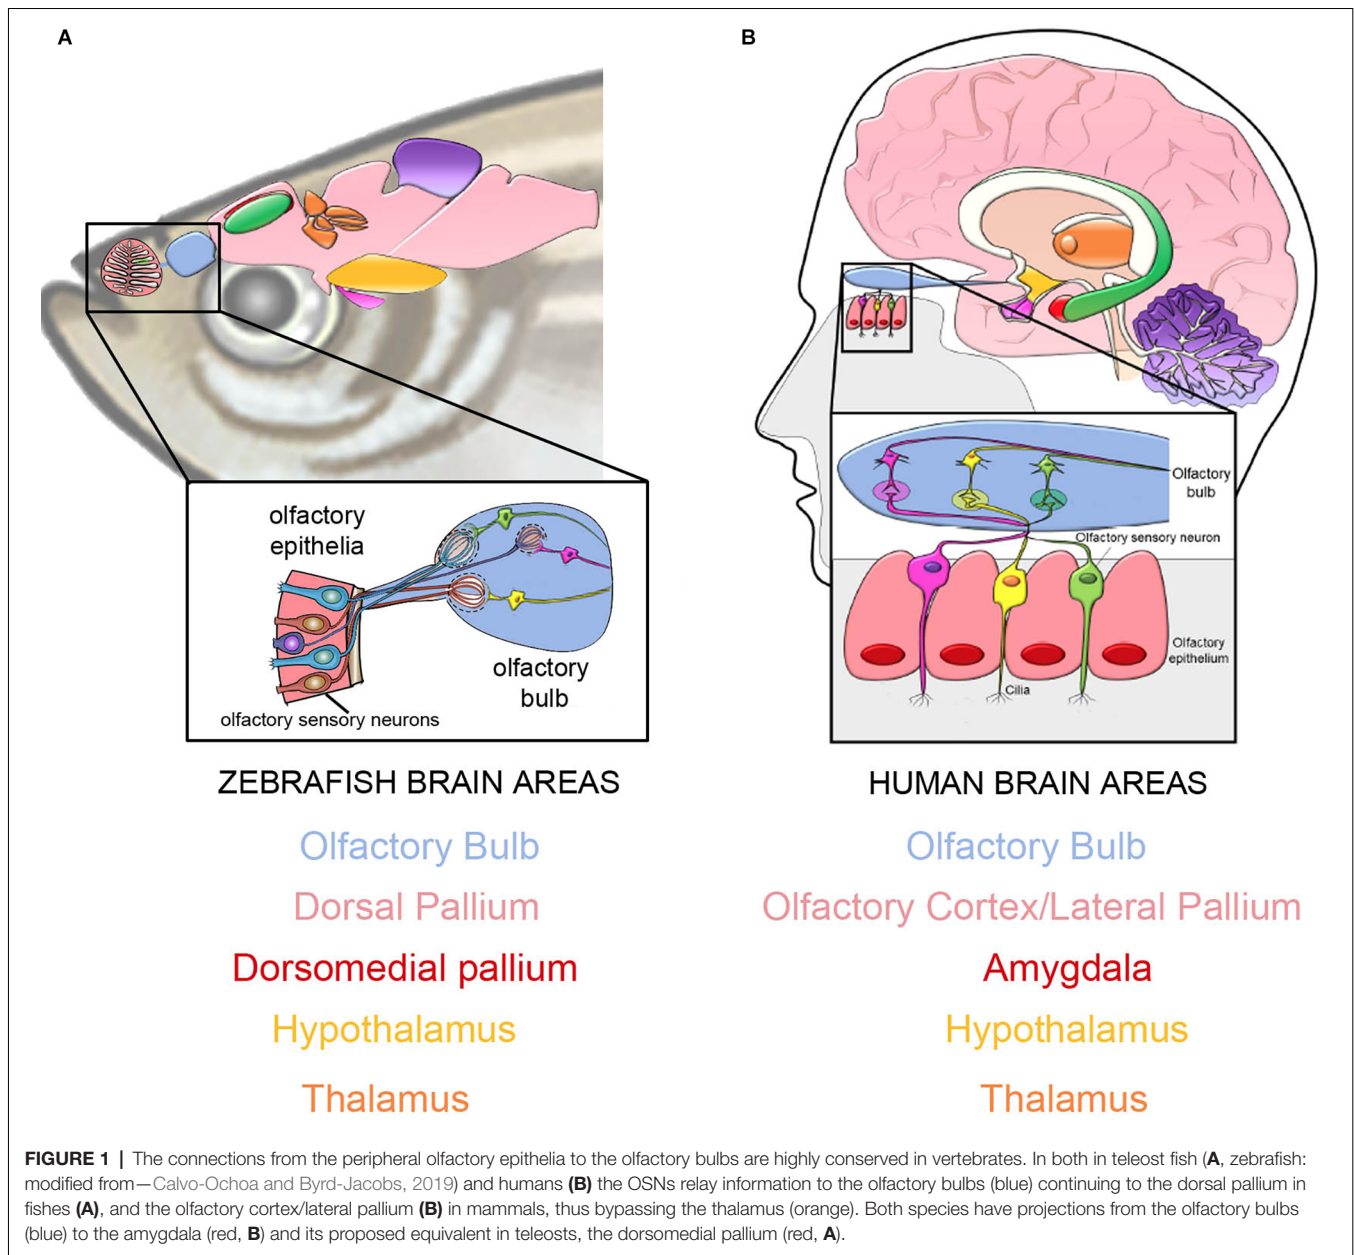 A
B
olfactory
epithelia
olfactory
bulb
olfactory sensory neurons
Olfactory
bulb
Olfactory sensory neuron
Olfactory
epithelium
Cilia
ZEBRAFISH BRAIN AREAS
Olfactory Bulb
Dorsal Pallium
Dorsomedial pallium
Hypothalamus
Thalamus
HUMAN BRAIN AREAS
Olfactory Bulb
Olfactory Cortex/Lateral Pallium
Amygdala
Hypothalamus
Thalamus
FIGURE 1 | The connections from the peripheral olfactory epithelia to the olfactory bulbs are highly conserved in vertebrates. In both in teleost fish (A, zebrafish:
modified from—Calvo-Ochoa and Byrd-Jacobs, 2019) and humans (B) the OSNs relay information to the olfactory bulbs (blue) continuing to the dorsal pallium in
fishes (A), and the olfactory cortex/lateral pallium (B) in mammals, thus bypassing the thalamus (orange). Both species have projections from the olfactory bulbs
(blue) to the amygdala (red, B) and its proposed equivalent in teleosts, the dorsomedial pallium (red, A).